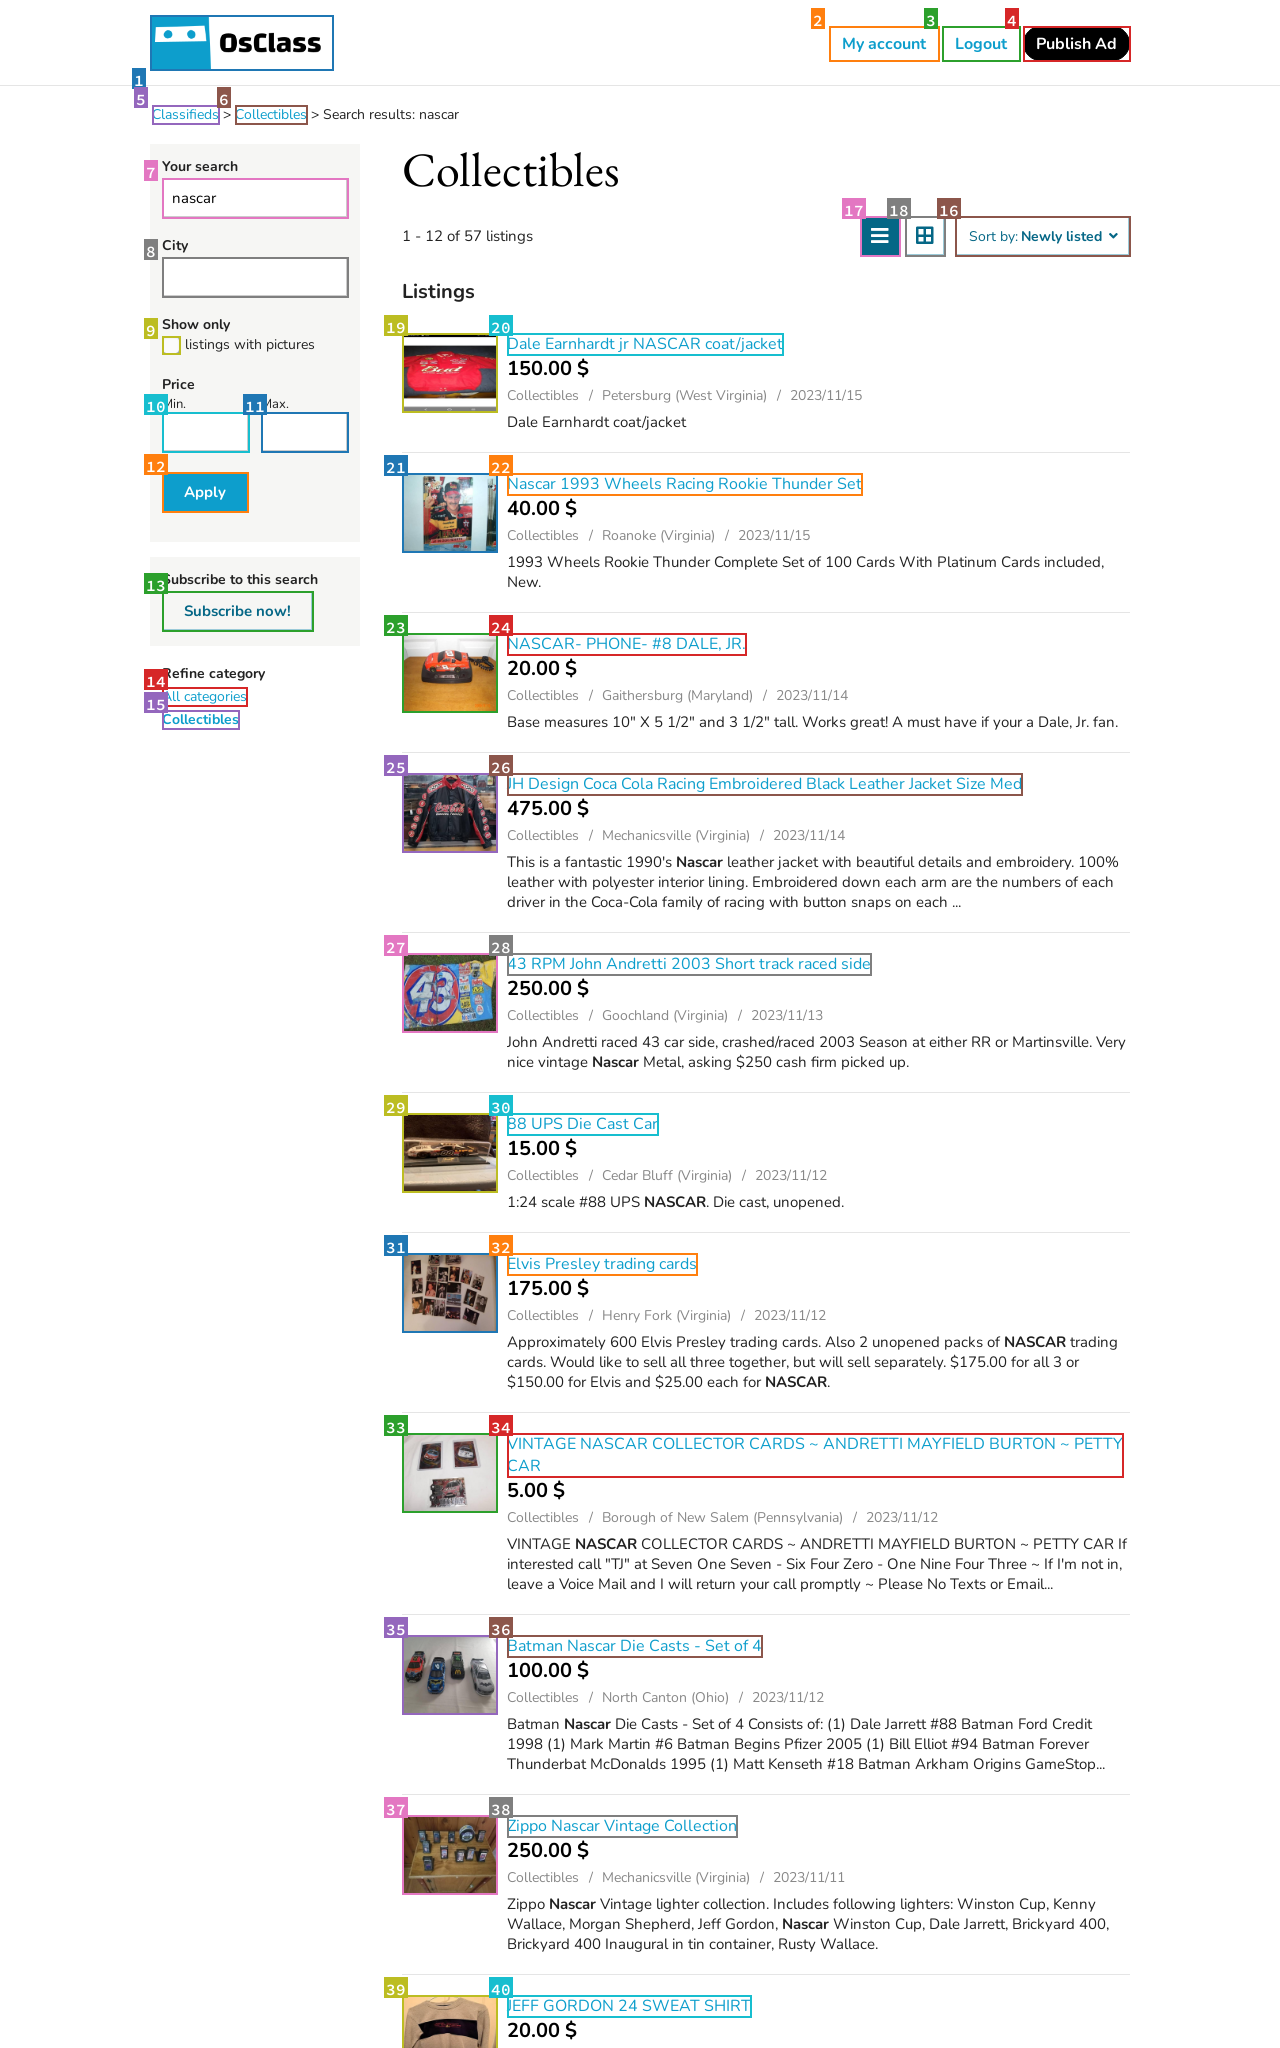 OsClass
2
3
4
My account
Logout
Publish Ad
1
5
6
Classifieds > Collectibles > Search results: nascar
7
Your search
nascar
8
City
9
Show only
listings with pictures
Price
10
Min.
11
Max.
12
Apply
13
Subscribe to this search
Subscribe now!
Refine category
14
All categories
15
Collectibles
Collectibles
17
18
16
1 - 12 of 57 listings
Sort by: Newly listed
Listings
19
20
Dale Earnhardt jr NASCAR coat/jacket
150.00 $
Collectibles / Petersburg (West Virginia) / 2023/11/15
Dale Earnhardt coat/jacket
21
22
Nascar 1993 Wheels Racing Rookie Thunder Set
40.00 $
Collectibles / Roanoke (Virginia) / 2023/11/15
1993 Wheels Rookie Thunder Complete Set of 100 Cards With Platinum Cards included,
New.
23
24
NASCAR- PHONE- #8 DALE, JR.
20.00 $
Collectibles / Gaithersburg (Maryland) / 2023/11/14
Base measures 10" X 5 1/2" and 3 1/2" tall. Works great! A must have if your a Dale, Jr. fan.
25
26
JH Design Coca Cola Racing Embroidered Black Leather Jacket Size Med
475.00 $
Collectibles / Mechanicsville (Virginia) / 2023/11/14
This is a fantastic 1990's Nascar leather jacket with beautiful details and embroidery. 100%
leather with polyester interior lining. Embroidered down each arm are the numbers of each
driver in the Coca-Cola family of racing with button snaps on each ...
27
28
43 RPM John Andretti 2003 Short track raced side
250.00 $
Collectibles / Goochland (Virginia) / 2023/11/13
John Andretti raced 43 car side, crashed/raced 2003 Season at either RR or Martinsville. Very
nice vintage Nascar Metal, asking $250 cash firm picked up.
29
30
88 UPS Die Cast Car
15.00 $
Collectibles / Cedar Bluff (Virginia) / 2023/11/12
1:24 scale #88 UPS NASCAR. Die cast, unopened.
31
32
Elvis Presley trading cards
175.00 $
Collectibles / Henry Fork (Virginia) / 2023/11/12
Approximately 600 Elvis Presley trading cards. Also 2 unopened packs of NASCAR trading
cards. Would like to sell all three together, but will sell separately. $175.00 for all 3 or
$150.00 for Elvis and $25.00 each for NASCAR.
33
34
VINTAGE NASCAR COLLECTOR CARDS ~ ANDRETTI MAYFIELD BURTON ~ PETTY
CAR
5.00 $
Collectibles / Borough of New Salem (Pennsylvania) / 2023/11/12
VINTAGE NASCAR COLLECTOR CARDS ~ ANDRETTI MAYFIELD BURTON ~ PETTY CAR If
interested call "TJ" at Seven One Seven - Six Four Zero - One Nine Four Three ~ If I'm not in,
leave a Voice Mail and I will return your call promptly ~ Please No Texts or Email...
35
36
Batman Nascar Die Casts - Set of 4
100.00 $
Collectibles / North Canton (Ohio) / 2023/11/12
Batman Nascar Die Casts - Set of 4 Consists of: (1) Dale Jarrett #88 Batman Ford Credit
1998 (1) Mark Martin #6 Batman Begins Pfizer 2005 (1) Bill Elliot #94 Batman Forever
Thunderbat McDonalds 1995 (1) Matt Kenseth #18 Batman Arkham Origins GameStop...
37
38
Zippo Nascar Vintage Collection
250.00 $
Collectibles / Mechanicsville (Virginia) / 2023/11/11
Zippo Nascar Vintage lighter collection. Includes following lighters: Winston Cup, Kenny
Wallace, Morgan Shepherd, Jeff Gordon, Nascar Winston Cup, Dale Jarrett, Brickyard 400,
Brickyard 400 Inaugural in tin container, Rusty Wallace.
39
40
JEFF GORDON 24 SWEAT SHIRT
20.00 $